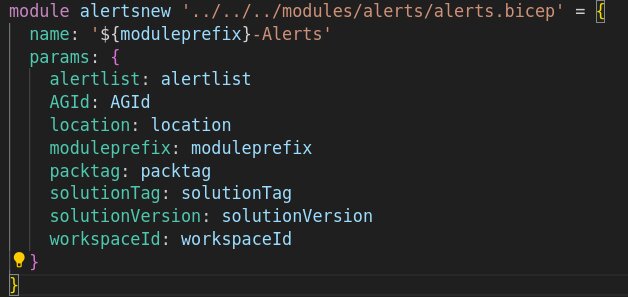 module alertsnew '../../../modules/alerts/alerts.bicep' = {
  name: '${moduleprefix}-Alerts'
  params: {
    alertlist: alertlist
    AGId: AGId
    location: location
    moduleprefix: moduleprefix
    packtag: packtag
    solutionTag: solutionTag
    solutionVersion: solutionVersion
    workspaceId: workspaceId
  }
}